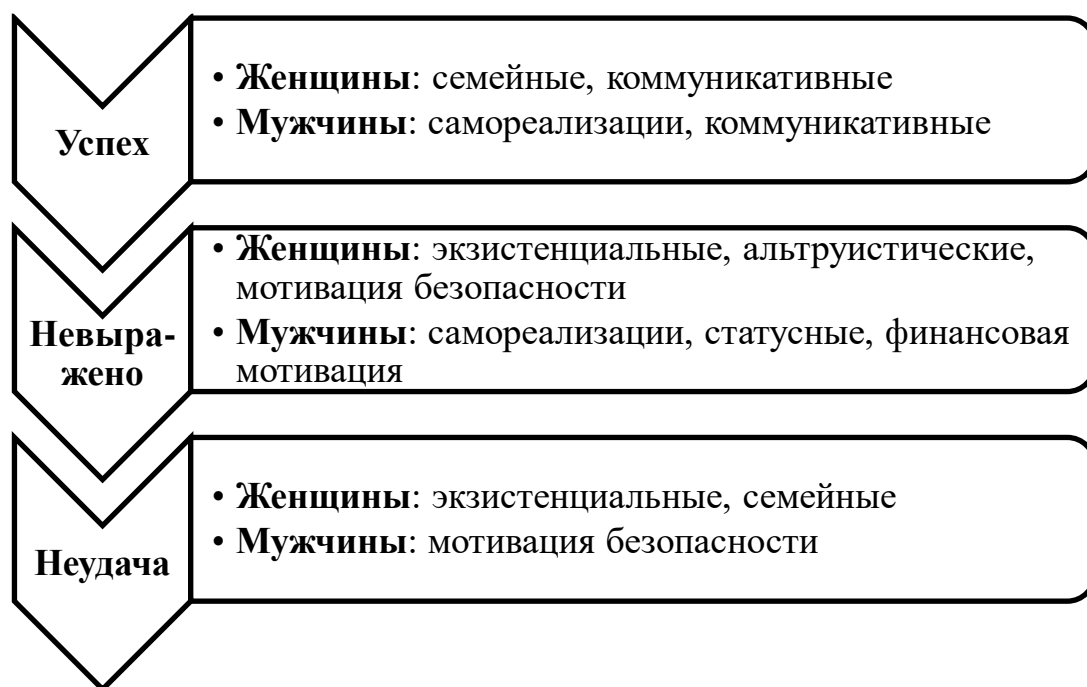 Успех
• Женщины: семейные, коммуникативные
• Мужчины: самореализации, коммуникативные
Невыра-
жено
• Женщины: экзистенциальные, альтруистические,
мотивация безопасности
• Мужчины: самореализации, статусные, финансовая
мотивация
Неудача
• Женщины: экзистенциальные, семейные
• Мужчины: мотивация безопасности